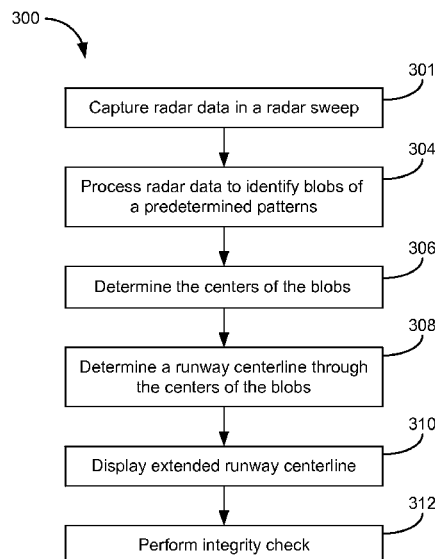 300
301
Capture radar data in a radar sweep
304
Process radar data to identify blobs of
a predetermined patterns
306
Determine the centers of the blobs
308
Determine a runway centerline through
the centers of the blobs
310
Display extended runway centerline
312
Perform integrity check